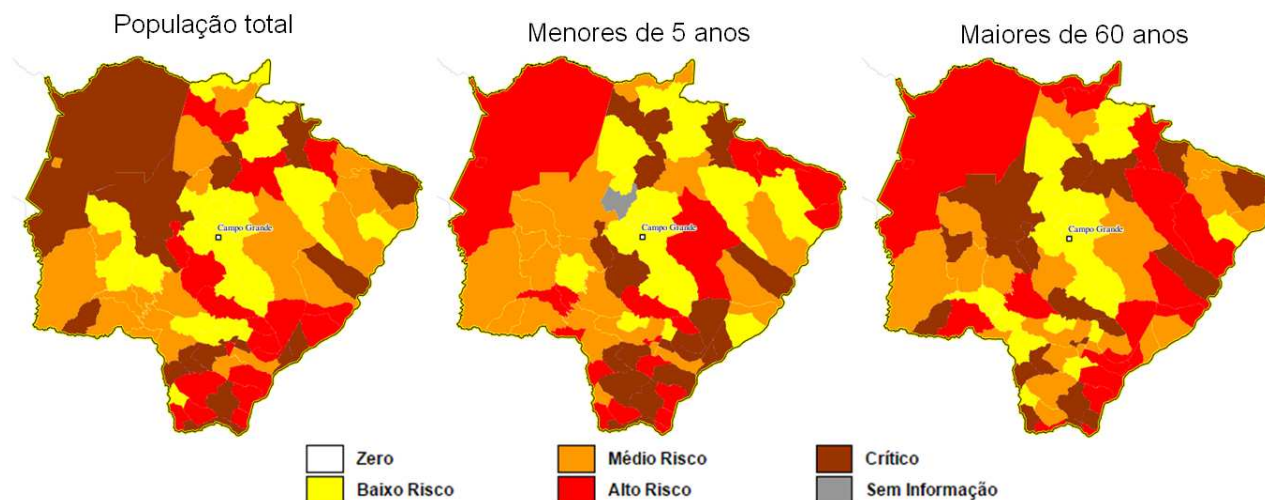 População total
Menores de 5 anos
Maiores de 60 anos
Campo Grande
Campo Grande
Campo Grande
Zero
Médio Risco
Crítico
Baixo Risco
Alto Risco
Sem Informação